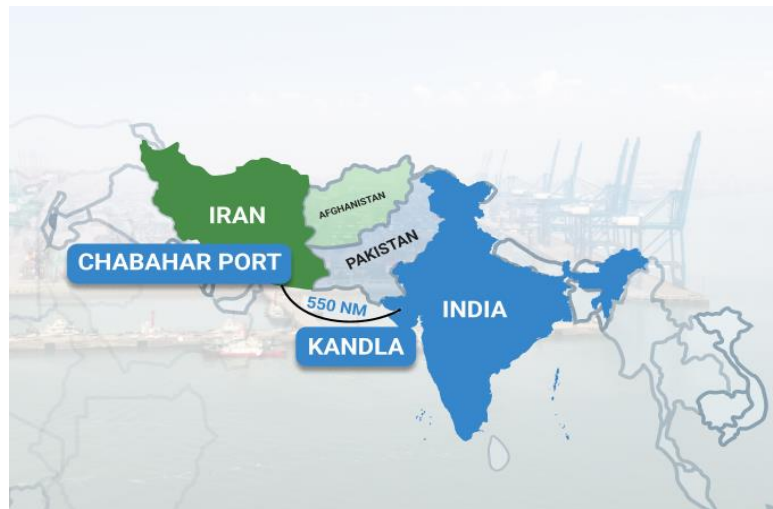 IRAN
AFGHANISTAN
PAKISTAN
CHABAHAR PORT
550 NM
INDIA
KANDLA